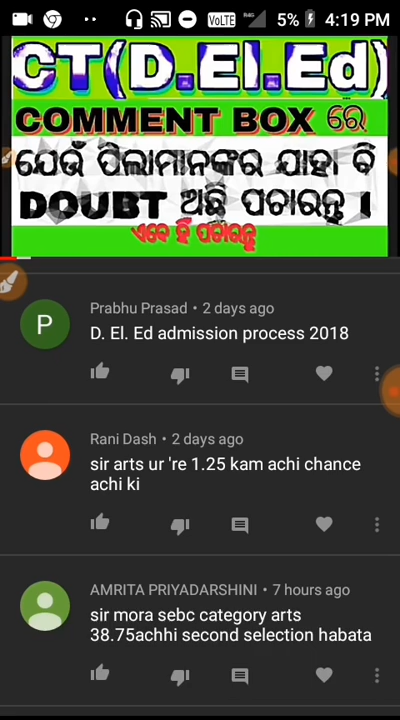 VoLTE R4G 5% 4:19 PM
CT(D.El.Ed)
COMMENT BOX ରେ
ଯେଉଁ ପିଲାମାନଙ୍କର ଯାହା ବି
DOUBT ଅଛି ପଚାରନ୍ତୁ ।
ଏବେ ହିଁ ପଚାରନ୍ତୁ
P
Prabhu Prasad • 2 days ago
D. El. Ed admission process 2018
Rani Dash • 2 days ago
sir arts ur 're 1.25 kam achi chance
achi ki
AMRITA PRIYADARSHINI • 7 hours ago
sir mora sebc category arts
38.75achhi second selection habata